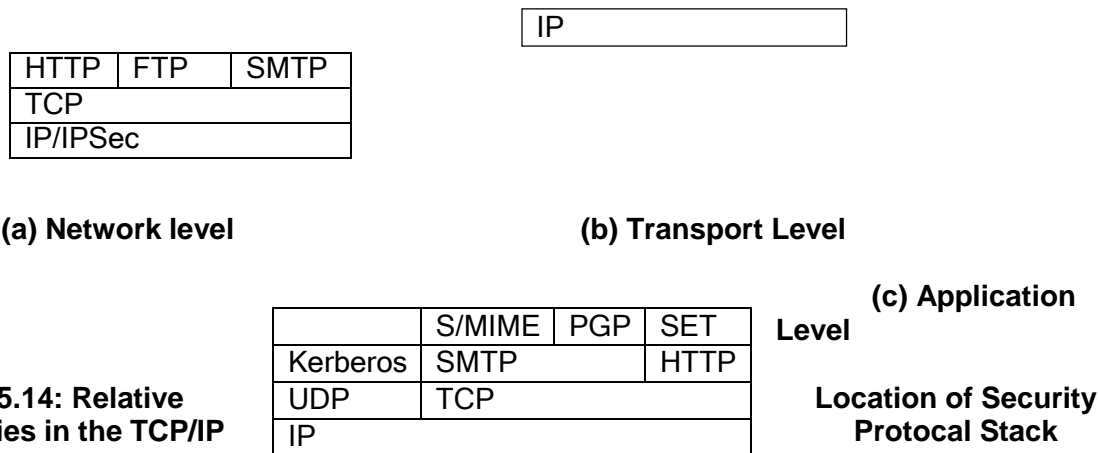 IP
HTTP FTP SMTP
TCP
IP/IPSec
(a) Network level (b) Transport Level
(c) Application
Level
S/MIME PGP SET
Kerberos SMTP HTTP
UDP TCP
IP
5.14: Relative Location of Security
ies in the TCP/IP Protocal Stack